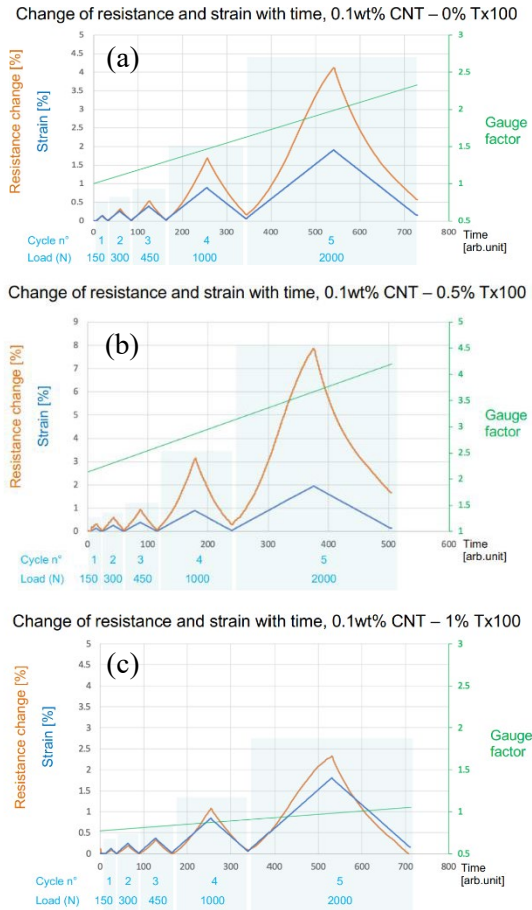 Change of resistance and strain with time, 0.1wt% CNT – 0% Tx100
(a)
Resistance change [%]
Strain [%]
Gauge factor
5
4.5
4
3.5
3
2.5
2
1.5
1
0.5
0
3
2.5
2
1.5
1
0.5
0 100 200 300 400 500 600 700 800
Time [arb.unit]
Cycle n° 1 2 3 4 5
Load (N) 150 300 450 1000 2000
Change of resistance and strain with time, 0.1wt% CNT – 0.5% Tx100
(b)
Resistance change [%]
Strain [%]
Gauge factor
9
8
7
6
5
4
3
2
1
0
5
4.5
4
3.5
3
2.5
2
1.5
1
0 100 200 300 400 500 600
Time [arb.unit]
Cycle n° 1 2 3 4 5
Load (N) 150 300 450 1000 2000
Change of resistance and strain with time, 0.1wt% CNT – 1% Tx100
(c)
Resistance change [%]
Strain [%]
Gauge factor
5
4.5
4
3.5
3
2.5
2
1.5
1
0.5
0
3
2.5
2
1.5
1
0.5
0 100 200 300 400 500 600 700 800
Time [arb.unit]
Cycle n° 1 2 3 4 5
Load (N) 150 300 450 1000 2000